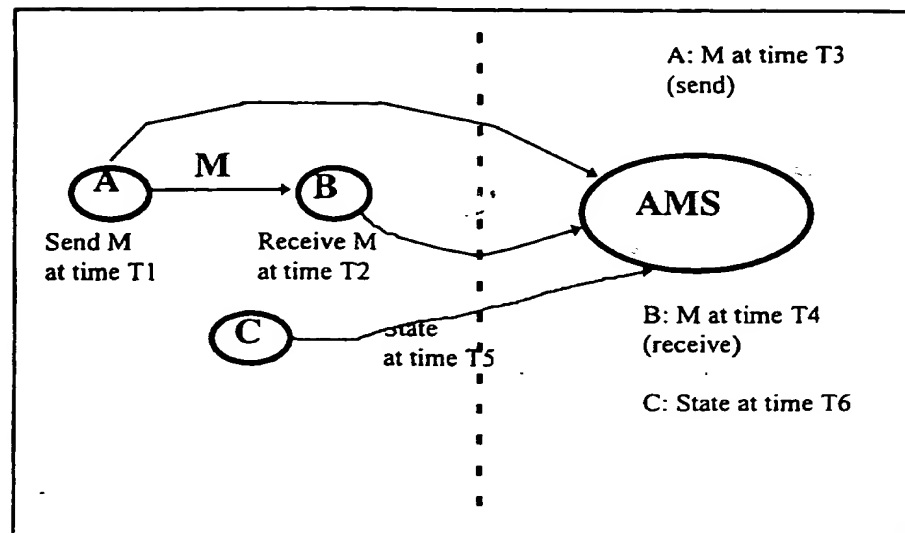 A: M at time T3
(send)
A
M
B
AMS
Send M
at time T1
Receive M
at time T2
C
State
at time T5
B: M at time T4
(receive)
C: State at time T6